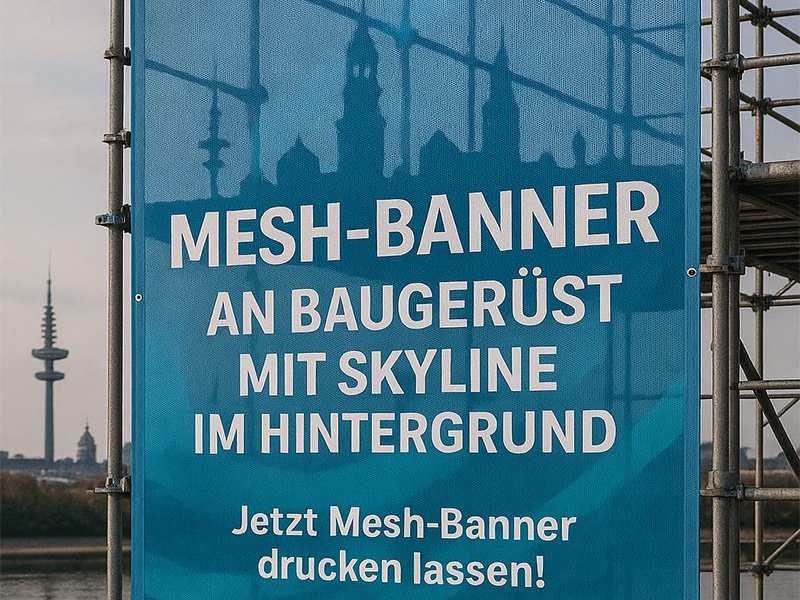 MESH-BANNER
AN BAUGERÜST
MIT SKYLINE
IM HINTERGRUND
Jetzt Mesh-Banner
drucken lassen!